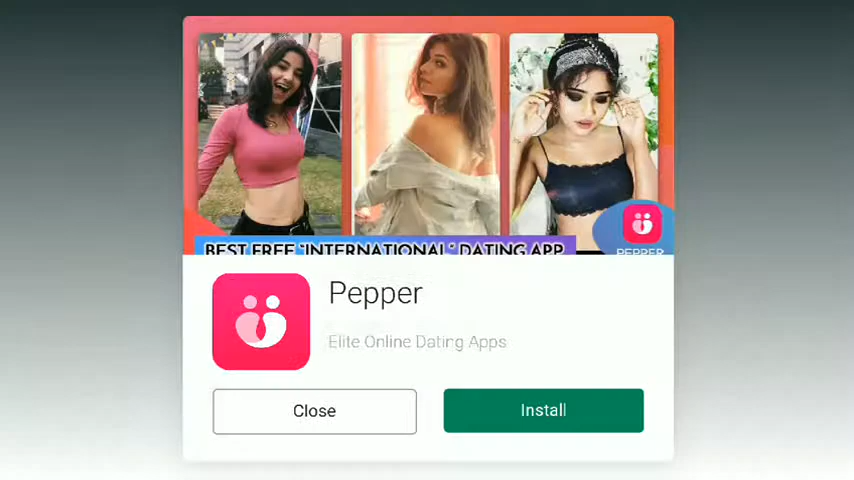 BEST FREE "INTERNATIONAL" DATING APP
PEPPER
Pepper
Elite Online Dating Apps
Close
Install